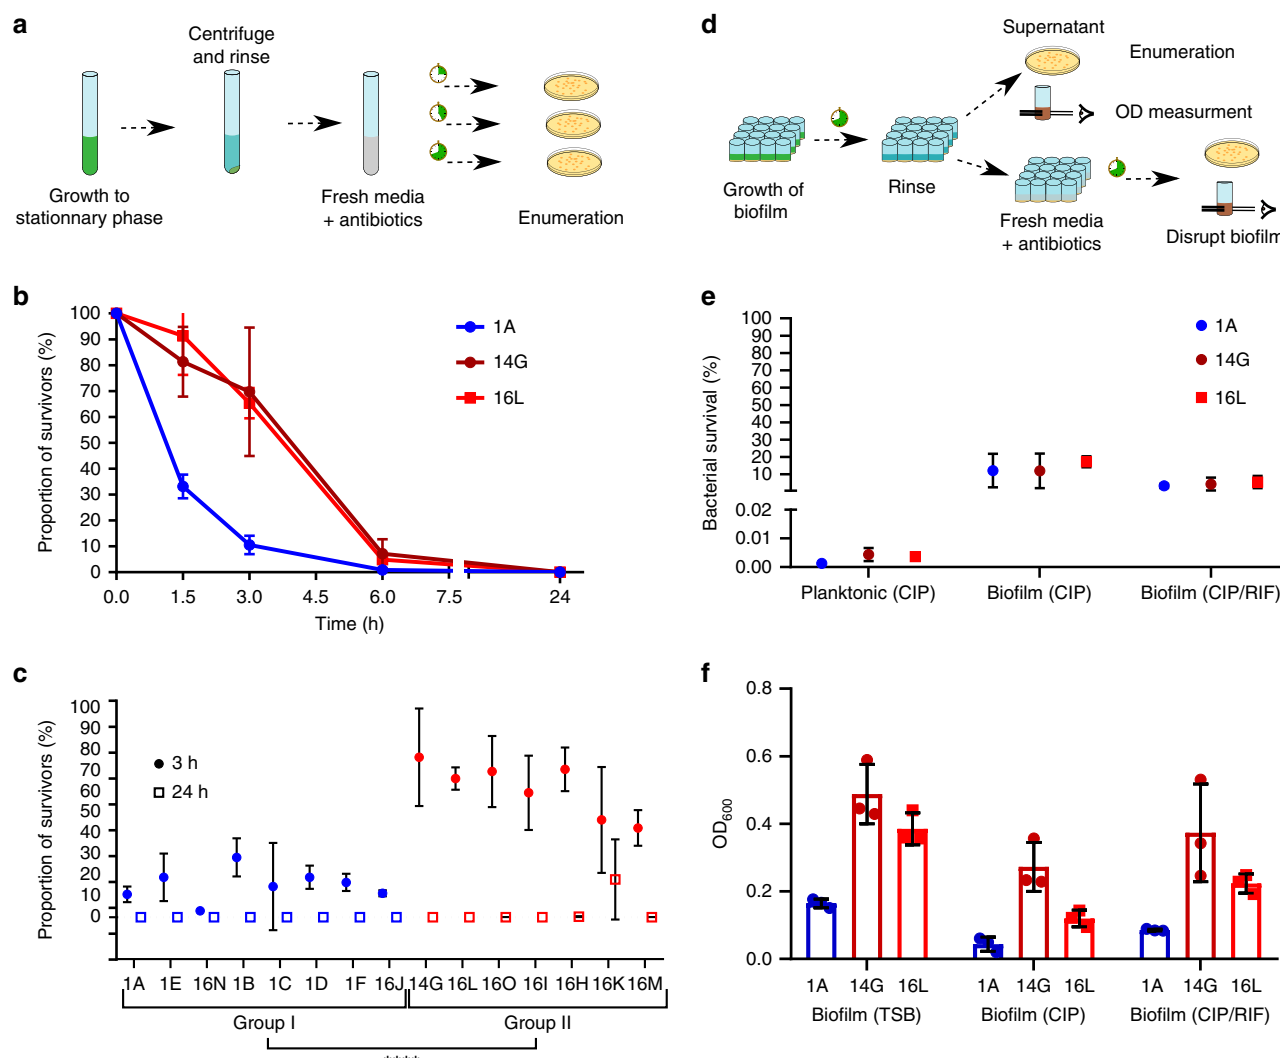 a
Centrifuge
and rinse
Growth to
stationnary phase
Fresh media
+ antibiotics
Enumeration
d
Supernatant
Enumeration
OD measurment
Growth of
biofilm
Rinse
Fresh media
+ antibiotics
Disrupt biofilm
b
Proportion of survivors (%)
100
90
80
70
60
50
40
30
20
10
0
0.0 1.5 3.0 4.5 6.0 7.5 24
Time (h)
1A
14G
16L
e
Bacterial survival (%)
100
90
80
70
60
50
40
30
20
10
0.02
0.01
0.00
1A
14G
16L
Planktonic (CIP) Biofilm (CIP) Biofilm (CIP/RIF)
c
Proportion of survivors (%)
100
90
80
70
60
50
40
30
20
10
0
3 h
24 h
1A 1E 16N 1B 1C 1D 1F 16J 14G 16L 16O 16I 16H 16K 16M
Group I Group II
****
f
OD600
0.8
0.6
0.4
0.2
0.0
1A 14G 16L 1A 14G 16L 1A 14G 16L
Biofilm (TSB) Biofilm (CIP) Biofilm (CIP/RIF)